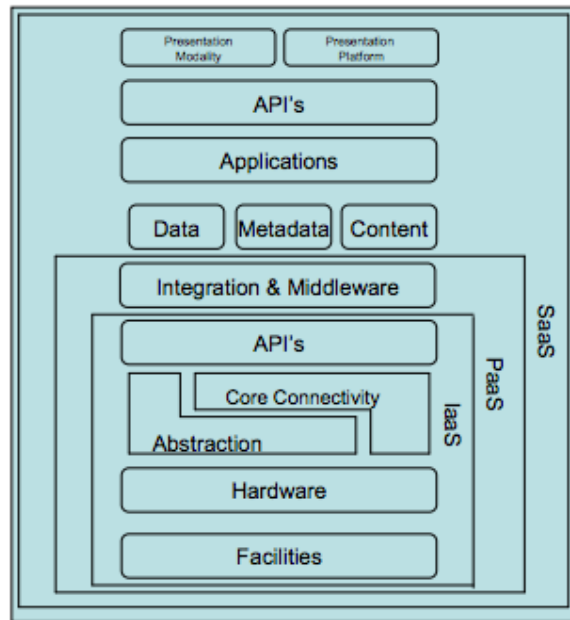 Presentation
Modality
Presentation
Platform
API's
Applications
Data
Metadata
Content
Integration & Middleware
API's
Core Connectivity
Abstraction
Hardware
Facilities
IaaS
PaaS
SaaS